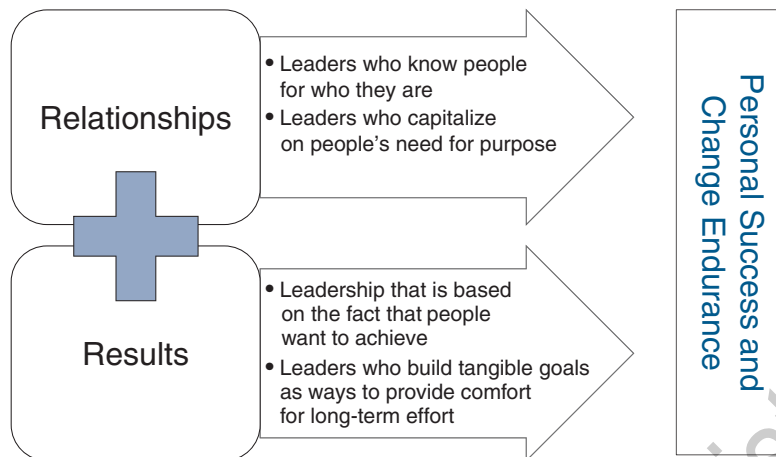 Relationships
• Leaders who know people
for who they are
• Leaders who capitalize
on people’s need for purpose
Results
• Leadership that is based
on the fact that people
want to achieve
• Leaders who build tangible goals
as ways to provide comfort
for long-term effort
Personal Success and
Change Endurance